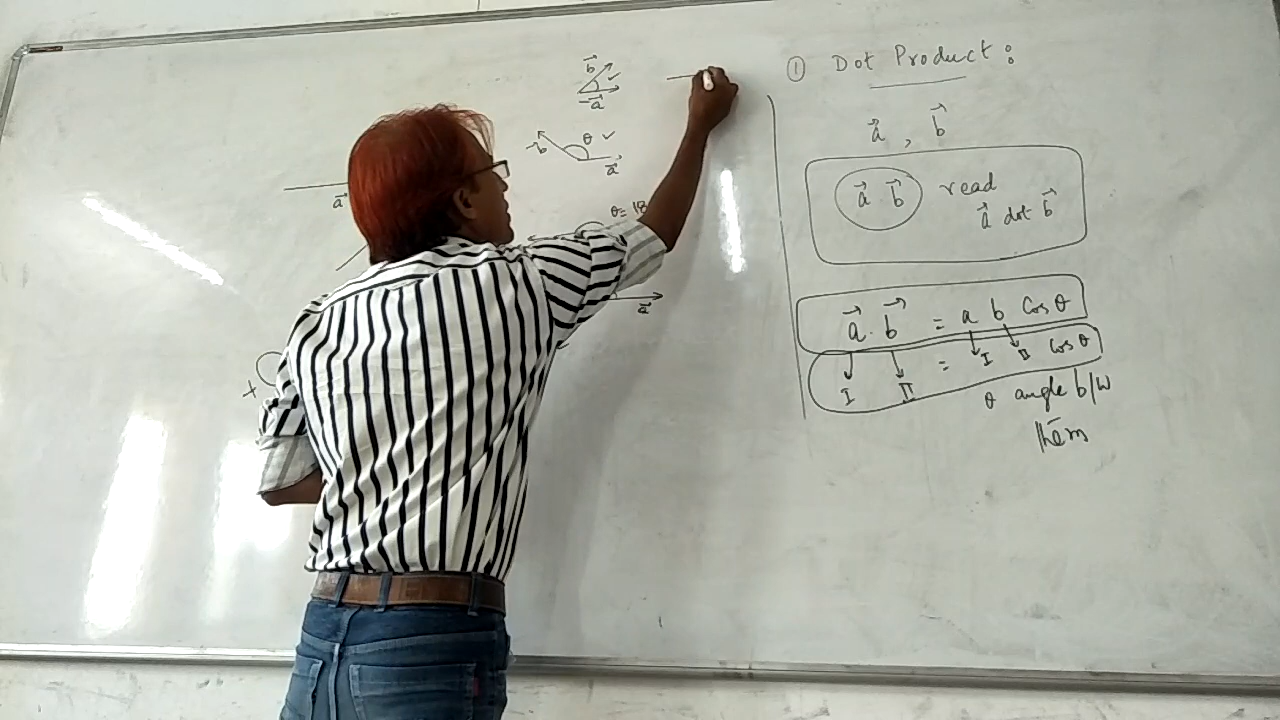 b⃗
a⃗
θ ✓
b
a⃗
a⃗
θ = 18
a⃗
① Dot Product :
a⃗ , b⃗
a⃗ . b⃗ read
a⃗ dot b⃗
a⃗ . b⃗ = a b Cos θ
I II = I II Cos θ
θ angle b/w
them